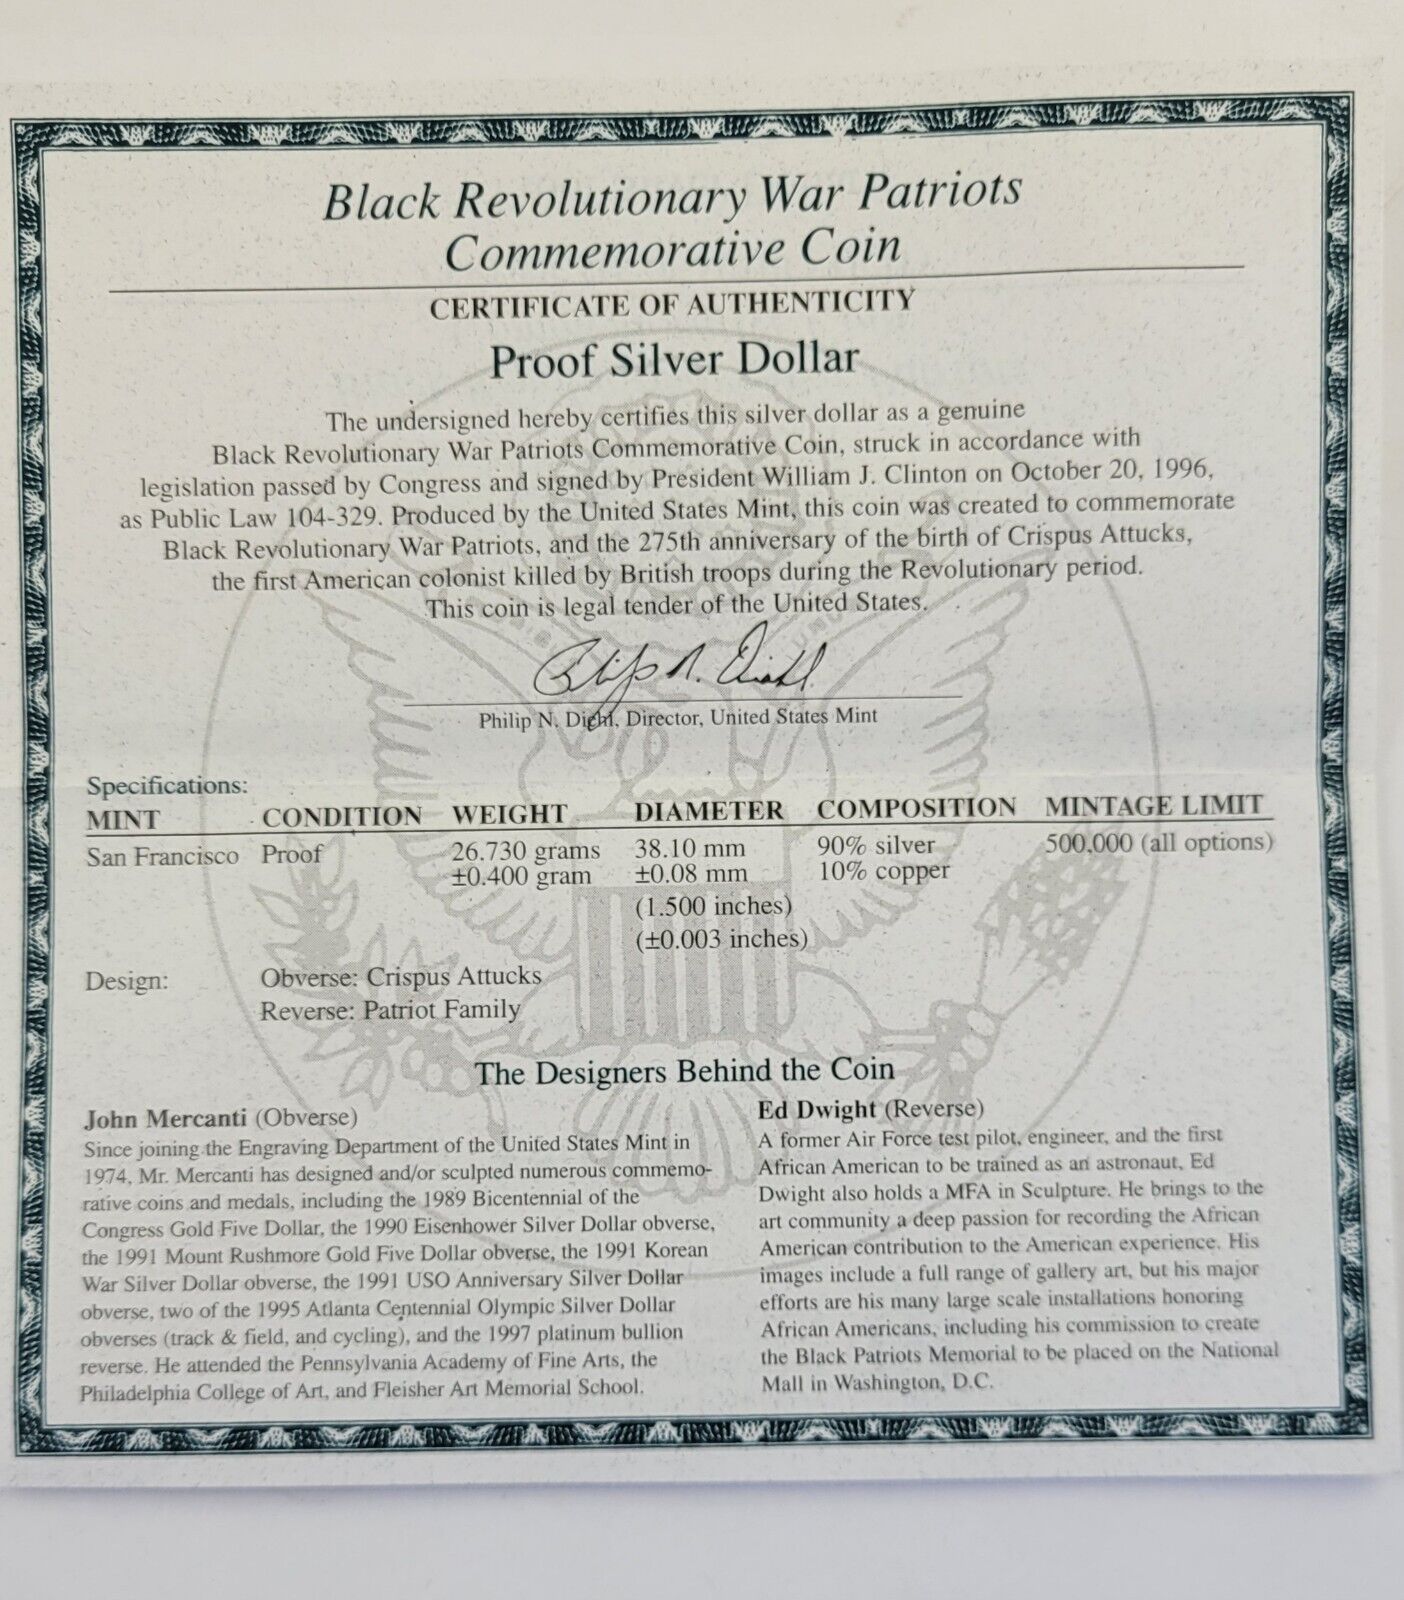 Black Revolutionary War Patriots
Commemorative Coin
CERTIFICATE OF AUTHENTICITY
Proof Silver Dollar
The undersigned hereby certifies this silver dollar as a genuine
Black Revolutionary War Patriots Commemorative Coin, struck in accordance with
legislation passed by Congress and signed by President William J. Clinton on October 20, 1996,
as Public Law 104-329. Produced by the United States Mint, this coin was created to commemorate
Black Revolutionary War Patriots, and the 275th anniversary of the birth of Crispus Attucks,
the first American colonist killed by British troops during the Revolutionary period.
This coin is legal tender of the United States.
Philip N. Diehl
Philip N. Diehl, Director, United States Mint
Specifications:
MINT CONDITION WEIGHT DIAMETER COMPOSITION MINTAGE LIMIT
San Francisco Proof 26.730 grams 38.10 mm 90% silver 500,000 (all options)
±0.400 gram ±0.08 mm 10% copper
(1.500 inches)
(±0.003 inches)
Design: Obverse: Crispus Attucks
Reverse: Patriot Family
The Designers Behind the Coin
John Mercanti (Obverse)
Since joining the Engraving Department of the United States Mint in
1974, Mr. Mercanti has designed and/or sculpted numerous commemo-
rative coins and medals, including the 1989 Bicentennial of the
Congress Gold Five Dollar, the 1990 Eisenhower Silver Dollar obverse,
the 1991 Mount Rushmore Gold Five Dollar obverse, the 1991 Korean
War Silver Dollar obverse, the 1991 USO Anniversary Silver Dollar
obverse, two of the 1995 Atlanta Centennial Olympic Silver Dollar
obverses (track & field, and cycling), and the 1997 platinum bullion
reverse. He attended the Pennsylvania Academy of Fine Arts, the
Philadelphia College of Art, and Fleisher Art Memorial School.
Ed Dwight (Reverse)
A former Air Force test pilot, engineer, and the first
African American to be trained as an astronaut, Ed
Dwight also holds a MFA in Sculpture. He brings to the
art community a deep passion for recording the African
American contribution to the American experience. His
images include a full range of gallery art, but his major
efforts are his many large scale installations honoring
African Americans, including his commission to create
the Black Patriots Memorial to be placed on the National
Mall in Washington, D.C.